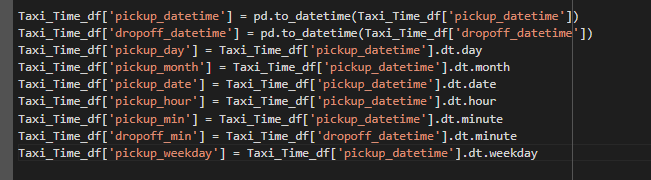 Taxi_Time_df['pickup_datetime'] = pd.to_datetime(Taxi_Time_df['pickup_datetime'])
Taxi_Time_df['dropoff_datetime'] = pd.to_datetime(Taxi_Time_df['dropoff_datetime'])
Taxi_Time_df['pickup_day'] = Taxi_Time_df['pickup_datetime'].dt.day
Taxi_Time_df['pickup_month'] = Taxi_Time_df['pickup_datetime'].dt.month
Taxi_Time_df['pickup_date'] = Taxi_Time_df['pickup_datetime'].dt.date
Taxi_Time_df['pickup_hour'] = Taxi_Time_df['pickup_datetime'].dt.hour
Taxi_Time_df['pickup_min'] = Taxi_Time_df['pickup_datetime'].dt.minute
Taxi_Time_df['dropoff_min'] = Taxi_Time_df['dropoff_datetime'].dt.minute
Taxi_Time_df['pickup_weekday'] = Taxi_Time_df['pickup_datetime'].dt.weekday